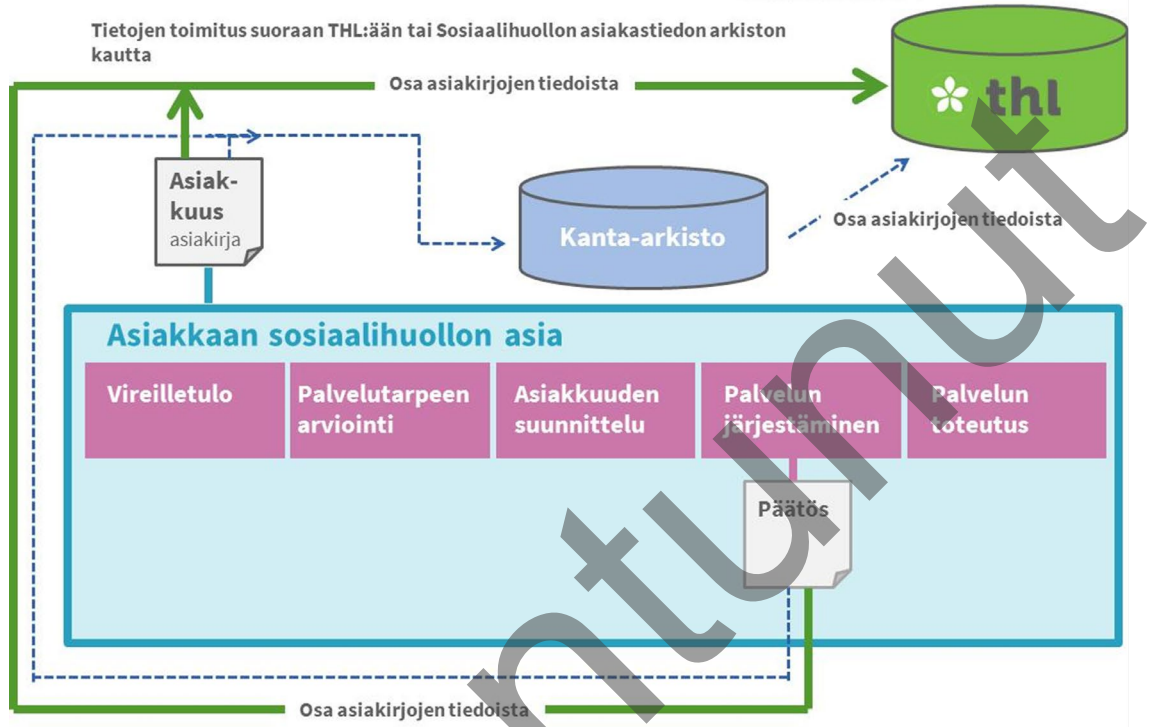 Tietojen toimitus suoraan THL:ään tai Sosiaalihuollon asiakastiedon arkiston
kautta
Osa asiakirjojen tiedoista
thl
Asiak-
kuus
asiakirja
Kanta-arkisto
Osa asiakirjojen tiedoista
Asiakkaan sosiaalihuollon asia
Vireilletulo
Palvelutarpeen
arviointi
Asiakkuuden
suunnittelu
Palvelun
järjestäminen
Palvelun
toteutus
Päätös
Osa asiakirjojen tiedoista
ntunut